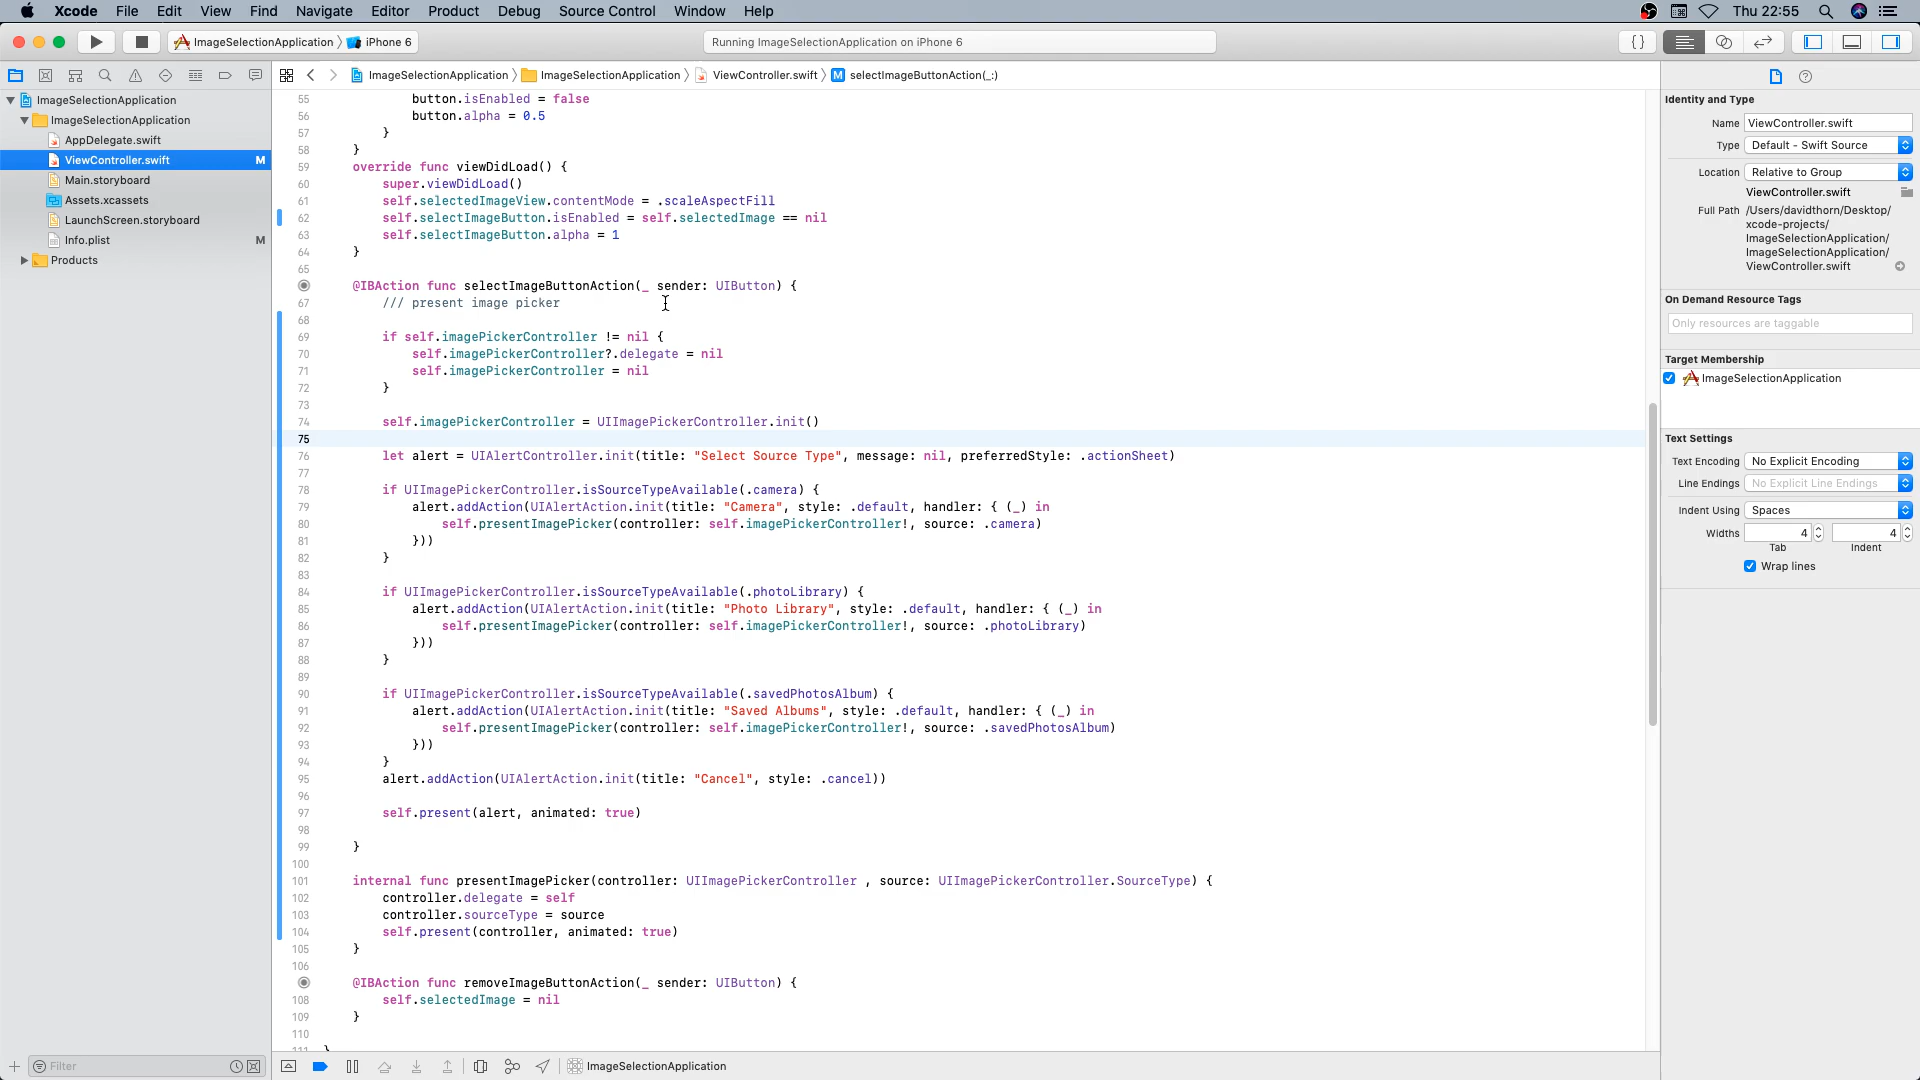 Xcode File Edit View Find Navigate Editor Product Debug Source Control Window Help Thu 22:55
ImageSelectionApplication iPhone 6 Running ImageSelectionApplication on iPhone 6 {}
ImageSelectionApplication ImageSelectionApplication ViewController.swift M selectImageButtonAction(_:)
ImageSelectionApplication
ImageSelectionApplication
AppDelegate.swift
ViewController.swift M
Main.storyboard
Assets.xcassets
LaunchScreen.storyboard
Info.plist M
Products
Filter
55 button.isEnabled = false
56 button.alpha = 0.5
57 }
58 }
59 override func viewDidLoad() {
60 super.viewDidLoad()
61 self.selectedImageView.contentMode = .scaleAspectFill
62 self.selectImageButton.isEnabled = self.selectedImage == nil
63 self.selectImageButton.alpha = 1
64 }
65
@IBAction func selectImageButtonAction(_ sender: UIButton) {
67 /// present image picker
68
69 if self.imagePickerController != nil {
70 self.imagePickerController?.delegate = nil
71 self.imagePickerController = nil
72 }
73
74 self.imagePickerController = UIImagePickerController.init()
75
76 let alert = UIAlertController.init(title: "Select Source Type", message: nil, preferredStyle: .actionSheet)
77
78 if UIImagePickerController.isSourceTypeAvailable(.camera) {
79 alert.addAction(UIAlertAction.init(title: "Camera", style: .default, handler: { (_) in
80 self.presentImagePicker(controller: self.imagePickerController!, source: .camera)
81 }))
82 }
83
84 if UIImagePickerController.isSourceTypeAvailable(.photoLibrary) {
85 alert.addAction(UIAlertAction.init(title: "Photo Library", style: .default, handler: { (_) in
86 self.presentImagePicker(controller: self.imagePickerController!, source: .photoLibrary)
87 }))
88 }
89
90 if UIImagePickerController.isSourceTypeAvailable(.savedPhotosAlbum) {
91 alert.addAction(UIAlertAction.init(title: "Saved Albums", style: .default, handler: { (_) in
92 self.presentImagePicker(controller: self.imagePickerController!, source: .savedPhotosAlbum)
93 }))
94 }
95 alert.addAction(UIAlertAction.init(title: "Cancel", style: .cancel))
96
97 self.present(alert, animated: true)
98
99 }
100
101 internal func presentImagePicker(controller: UIImagePickerController , source: UIImagePickerController.SourceType) {
102 controller.delegate = self
103 controller.sourceType = source
104 self.present(controller, animated: true)
105 }
106
@IBAction func removeImageButtonAction(_ sender: UIButton) {
108 self.selectedImage = nil
109 }
110
111 }
ImageSelectionApplication
Identity and Type
Name ViewController.swift
Type Default - Swift Source
Location Relative to Group
ViewController.swift
Full Path /Users/davidthorn/Desktop/
xcode-projects/
ImageSelectionApplication/
ImageSelectionApplication/
ViewController.swift
On Demand Resource Tags
Only resources are taggable
Target Membership
ImageSelectionApplication
Text Settings
Text Encoding No Explicit Encoding
Line Endings No Explicit Line Endings
Indent Using Spaces
Widths 4 4
Tab Indent
Wrap lines